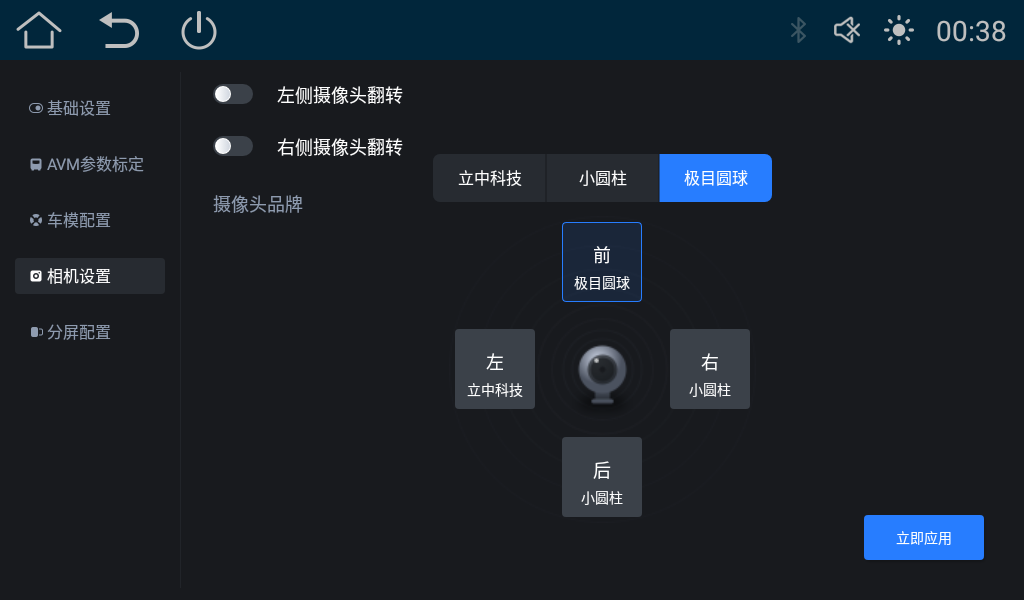 00:38
基础设置
AVM参数标定
车模配置
相机设置
分屏配置
左侧摄像头翻转
右侧摄像头翻转
摄像头品牌
立中科技
小圆柱
极目圆球
前
极目圆球
左
立中科技
右
小圆柱
后
小圆柱
立即应用